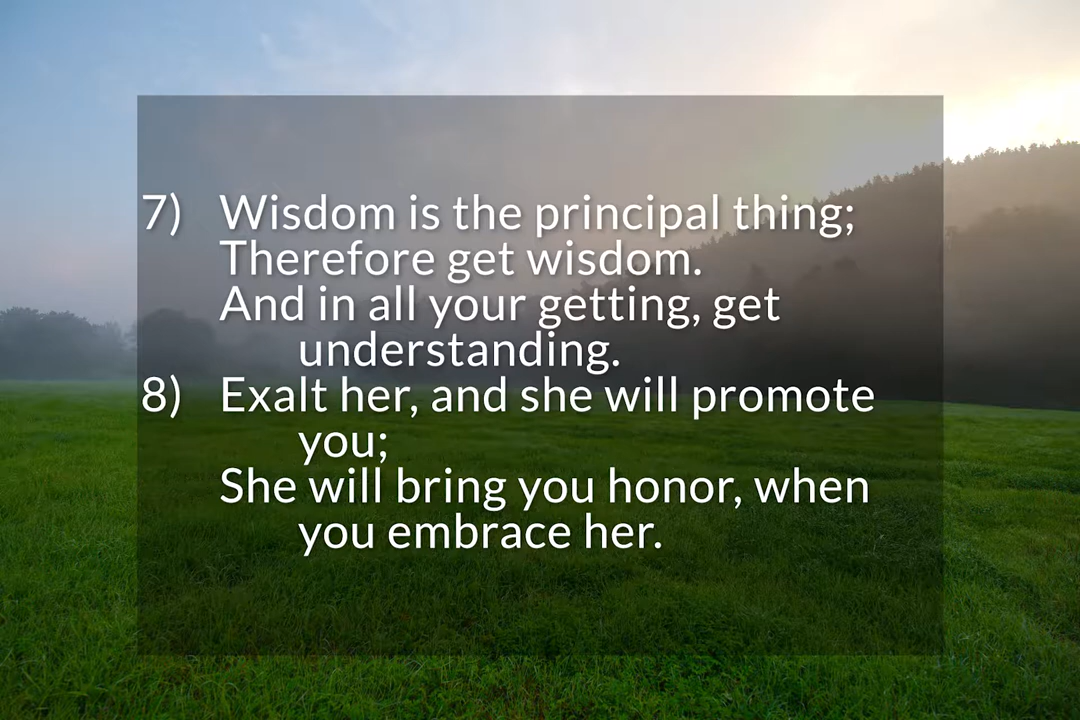 7) Wisdom is the principal thing;
Therefore get wisdom.
And in all your getting, get
understanding.
8) Exalt her, and she will promote
you;
She will bring you honor, when
you embrace her.